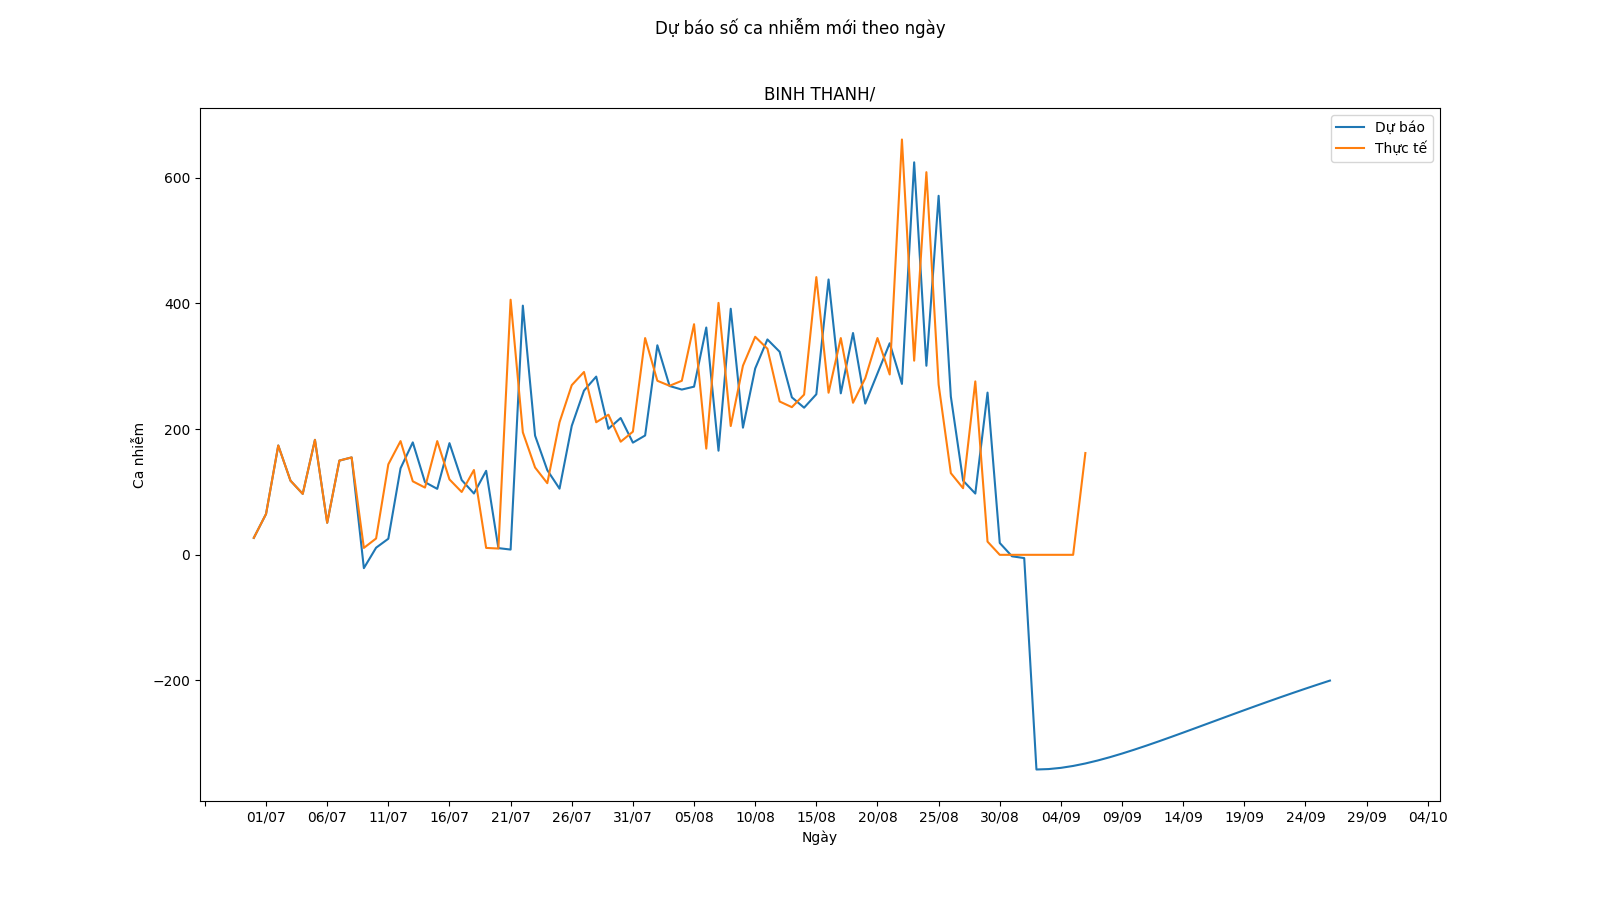 Dự báo số ca nhiễm mới theo ngày
BINH THANH/
Dự báo
Thực tế
600
400
200
0
−200
Ca nhiễm
01/07 06/07 11/07 16/07 21/07 26/07 31/07 05/08 10/08 15/08 20/08 25/08 30/08 04/09 09/09 14/09 19/09 24/09 29/09 04/10
Ngày